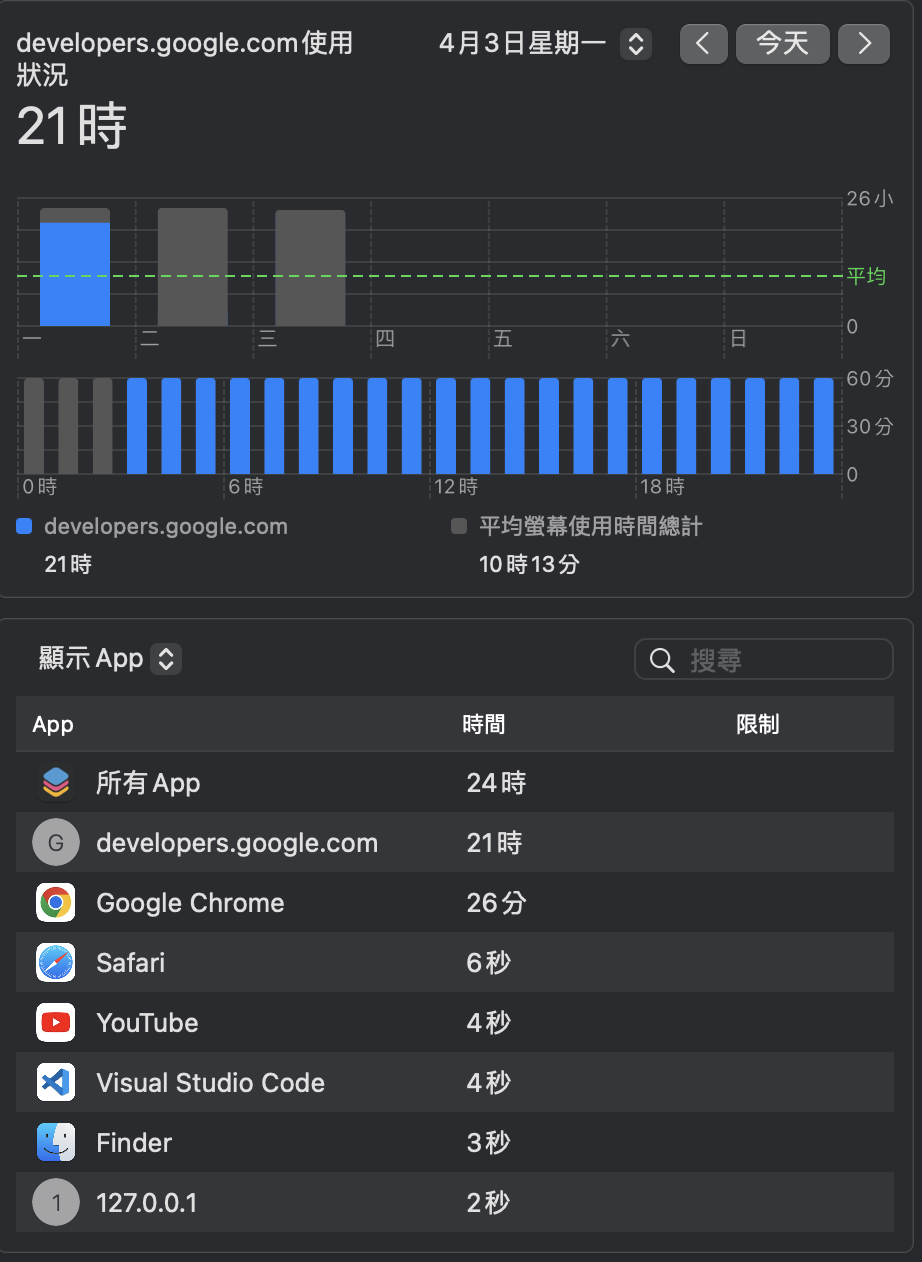 developers.google.com使用
狀況
4月3日星期一
今天
21時
26小
平均
0
一 二 三 四 五 六 日
60分
30分
0
0時 6時 12時 18時
developers.google.com
21時
平均螢幕使用時間總計
10時13分
顯示 App
搜尋
App 時間 限制
所有 App 24時
G developers.google.com 21時
Google Chrome 26分
Safari 6秒
YouTube 4秒
Visual Studio Code 4秒
Finder 3秒
1 127.0.0.1 2秒